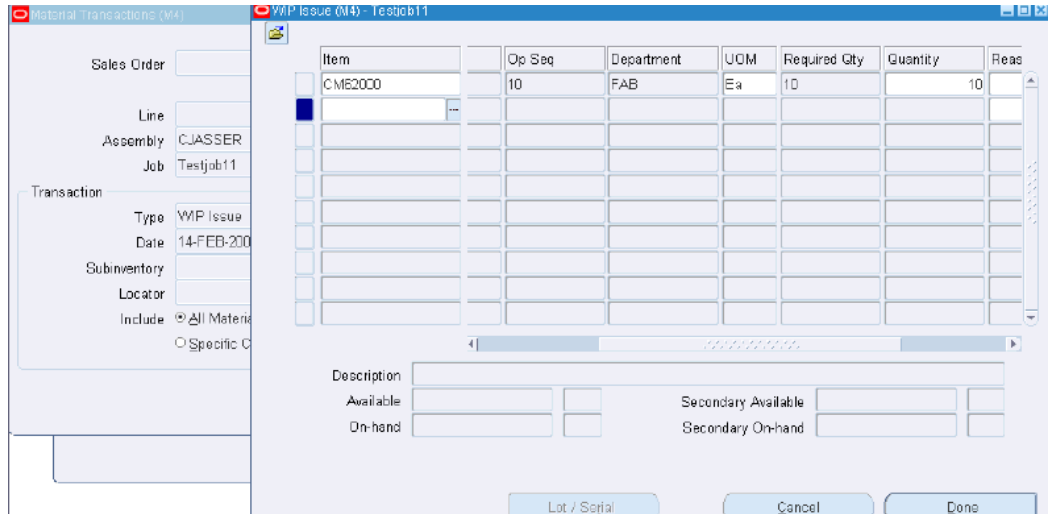 Material Transactions (M4)
WIP Issue (M4) - Testjob11
Sales Order
Line
Assembly CJASSER
Job Testjob11
Transaction
Type WIP Issue
Date 14-FEB-200
Subinventory
Locator
Include All Materia
Specific C
Item Op Seq Department UOM Required Qty Quantity Reas
CM62000 10 FAB Ea 10 10
Description
Available Secondary Available
On-hand Secondary On-hand
Lot / Serial Cancel Done